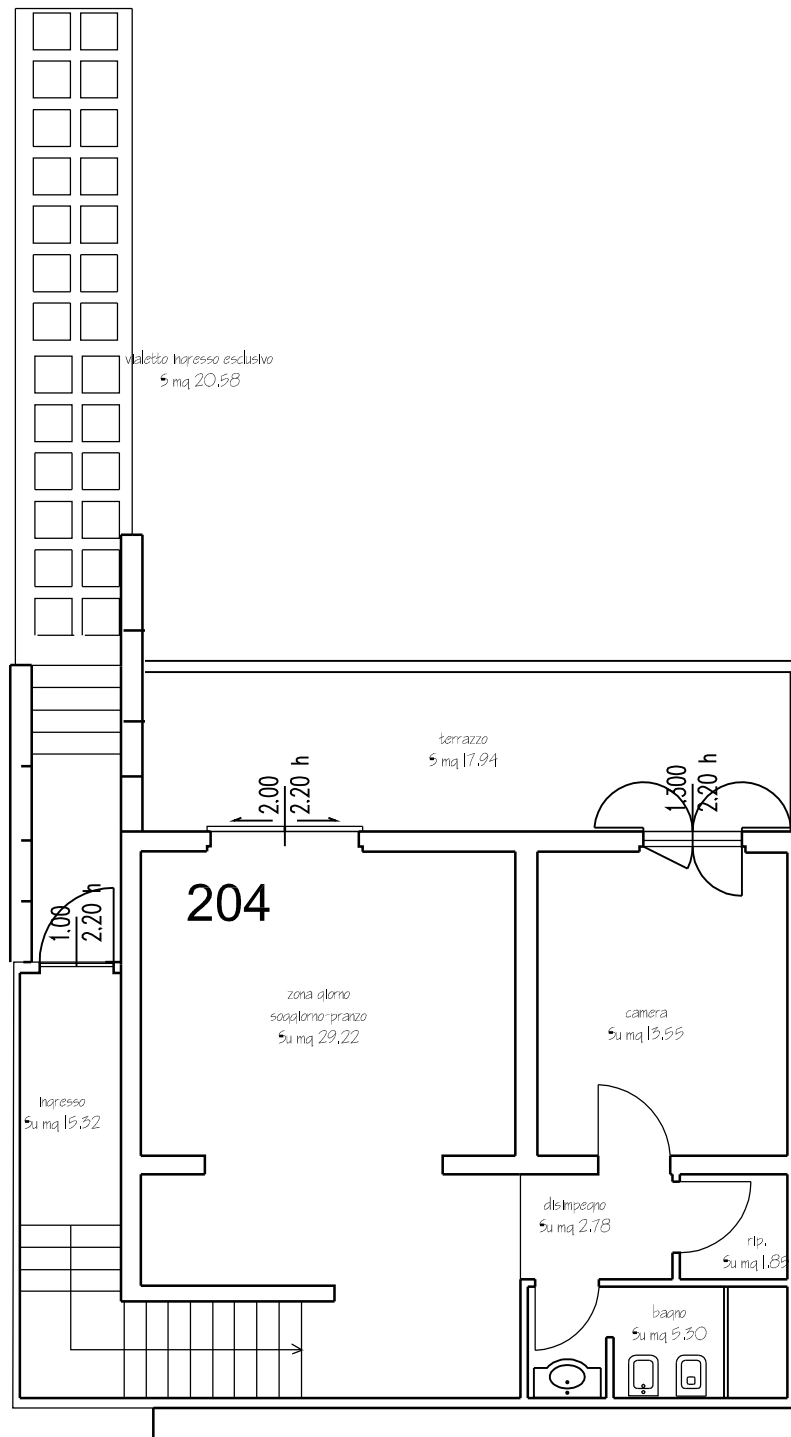 vialetto ingresso esclusivo
S mq 20.58
terrazzo
S mq 17.94
2.00
2.20 h
1.300
2.20 h
204
1.00
2.20 h
zona giorno
soggiorno-pranzo
Su mq 29.22
camera
Su mq 13.55
Ingresso
Su mq 15.32
disimpegno
Su mq 2.78
rip.
Su mq 1.85
bagno
Su mq 5.30